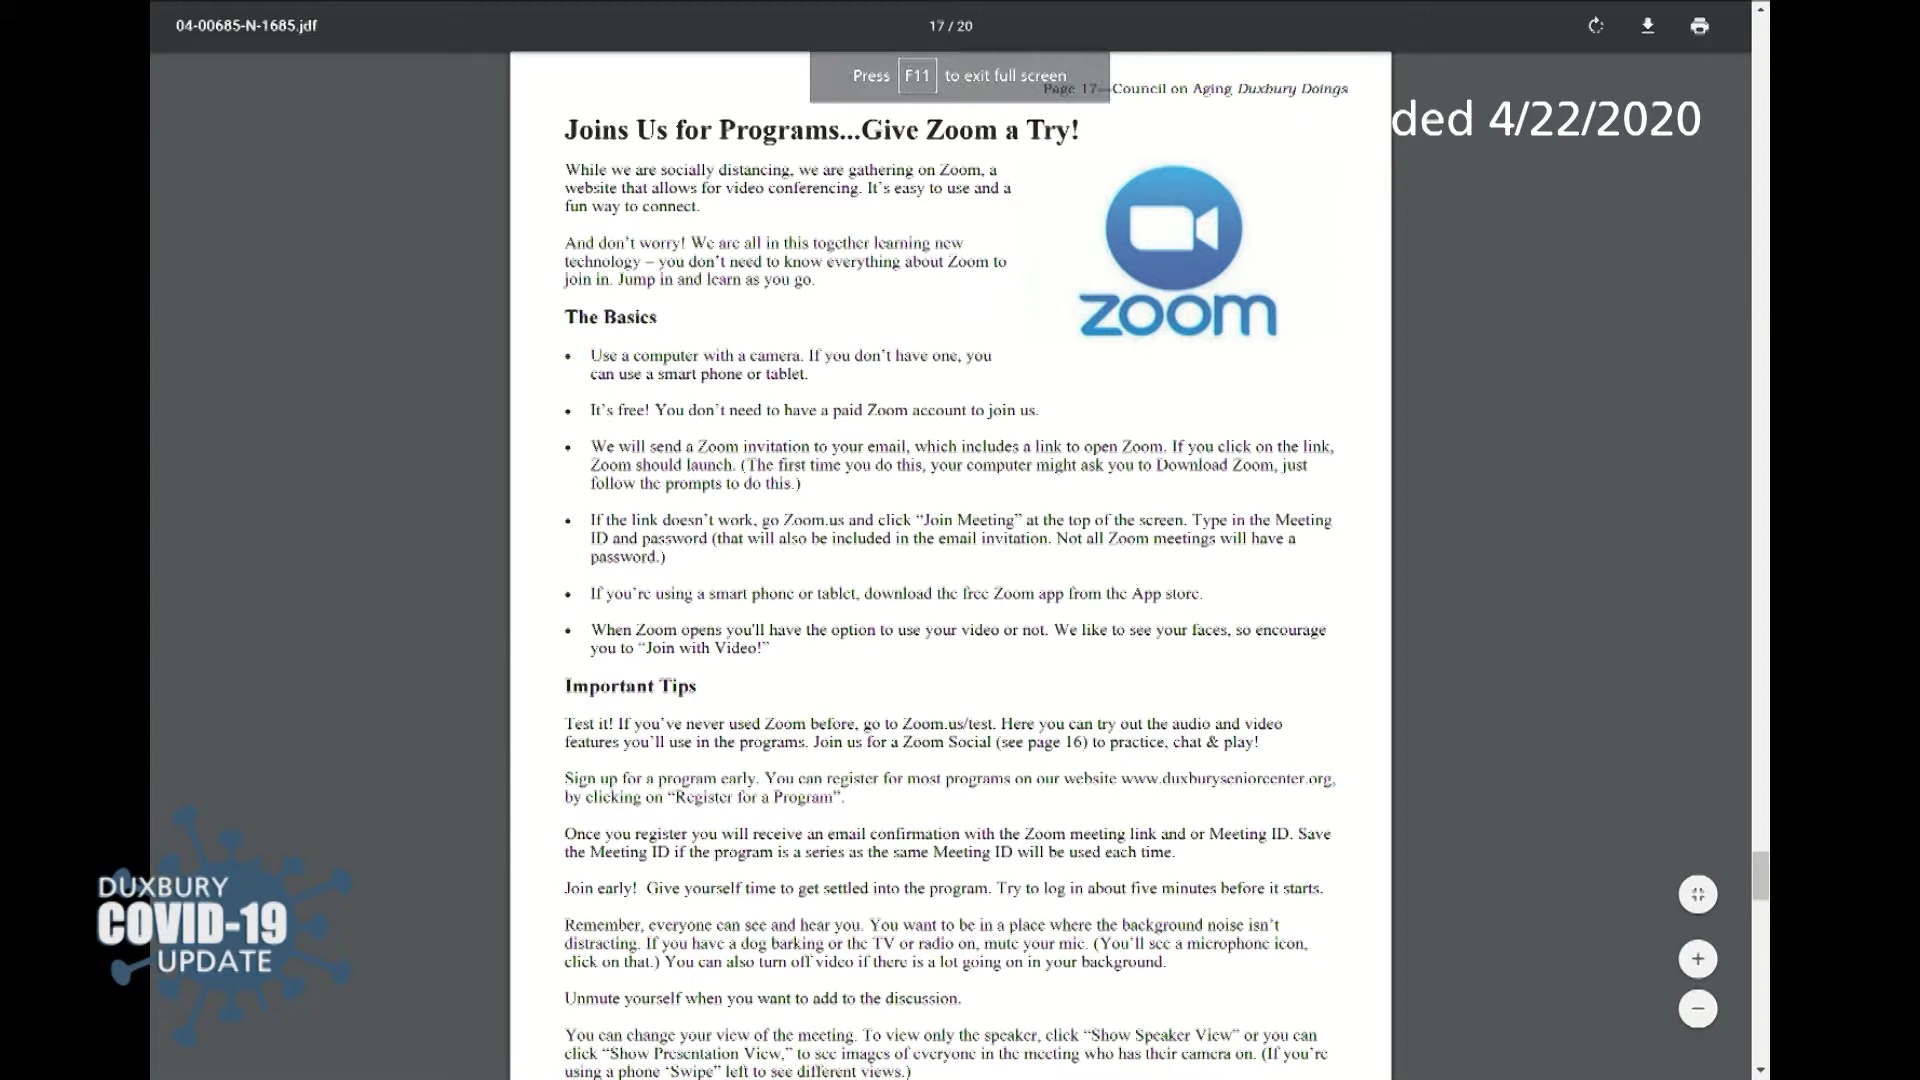 04-00685-N-1685.jdf
17 / 20
Press F11 to exit full screen
Page 17—Council on Aging Duxbury Doings
ded 4/22/2020
Joins Us for Programs...Give Zoom a Try!
While we are socially distancing, we are gathering on Zoom, a
website that allows for video conferencing. It's easy to use and a
fun way to connect.
And don't worry! We are all in this together learning new
technology – you don't need to know everything about Zoom to
join in. Jump in and learn as you go.
zoom
The Basics
• Use a computer with a camera. If you don't have one, you
can use a smart phone or tablet.
• It's free! You don't need to have a paid Zoom account to join us.
• We will send a Zoom invitation to your email, which includes a link to open Zoom. If you click on the link,
Zoom should launch. (The first time you do this, your computer might ask you to Download Zoom, just
follow the prompts to do this.)
• If the link doesn't work, go Zoom.us and click “Join Meeting” at the top of the screen. Type in the Meeting
ID and password (that will also be included in the email invitation. Not all Zoom meetings will have a
password.)
• If you're using a smart phone or tablet, download the free Zoom app from the App store.
• When Zoom opens you'll have the option to use your video or not. We like to see your faces, so encourage
you to “Join with Video!”
Important Tips
Test it! If you've never used Zoom before, go to Zoom.us/test. Here you can try out the audio and video
features you'll use in the programs. Join us for a Zoom Social (see page 16) to practice, chat & play!
Sign up for a program early. You can register for most programs on our website www.duxburyseniorcenter.org,
by clicking on “Register for a Program”.
Once you register you will receive an email confirmation with the Zoom meeting link and or Meeting ID. Save
the Meeting ID if the program is a series as the same Meeting ID will be used each time.
Join early!  Give yourself time to get settled into the program. Try to log in about five minutes before it starts.
Remember, everyone can see and hear you. You want to be in a place where the background noise isn't
distracting. If you have a dog barking or the TV or radio on, mute your mic. (You'll see a microphone icon,
click on that.) You can also turn off video if there is a lot going on in your background.
Unmute yourself when you want to add to the discussion.
You can change your view of the meeting. To view only the speaker, click “Show Speaker View” or you can
click “Show Presentation View,” to see images of everyone in the meeting who has their camera on. (If you're
using a phone ‘Swipe” left to see different views.)
DUXBURY
COVID-19
UPDATE